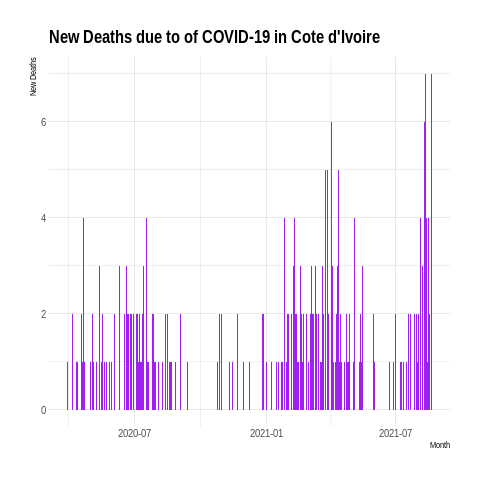 New Deaths due to of COVID-19 in Cote d'Ivoire
New Deaths
6
4
2
0
2020-07
2021-01
2021-07
Month